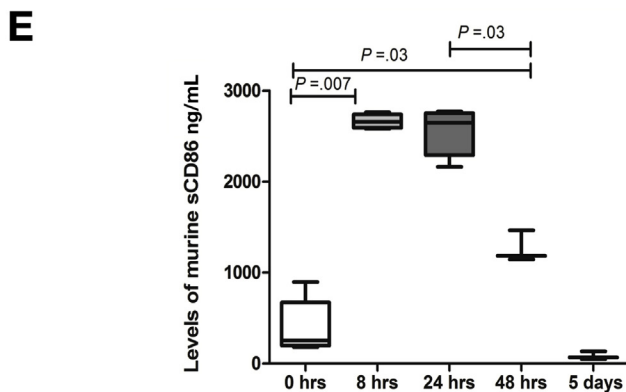 E
P =.03
P =.03
P =.007
Levels of murine sCD86 ng/mL
3000
2000
1000
0
0 hrs 8 hrs 24 hrs 48 hrs 5 days